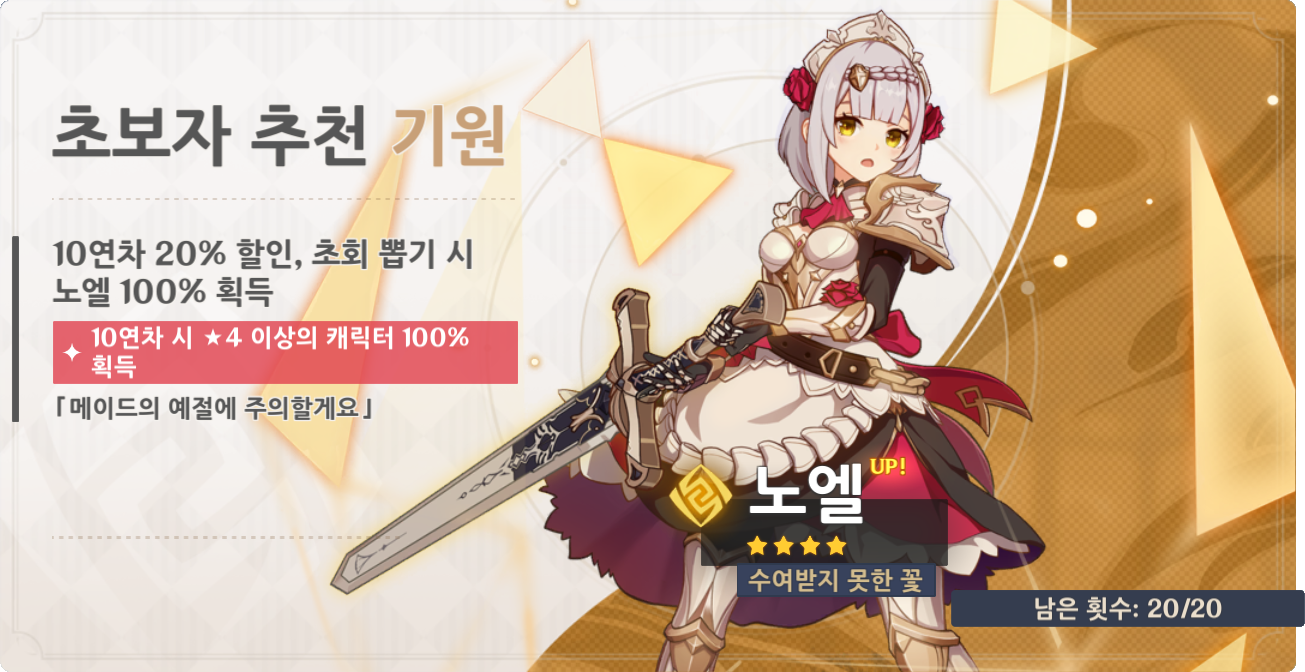 초보자 추천 기원
10연차 20% 할인, 초회 뽑기 시
노엘 100% 획득
✦ 10연차 시 ★4 이상의 캐릭터 100%
획득
「메이드의 예절에 주의할게요」
노엘 UP!
★★★★
수여받지 못한 꽃
남은 횟수: 20/20